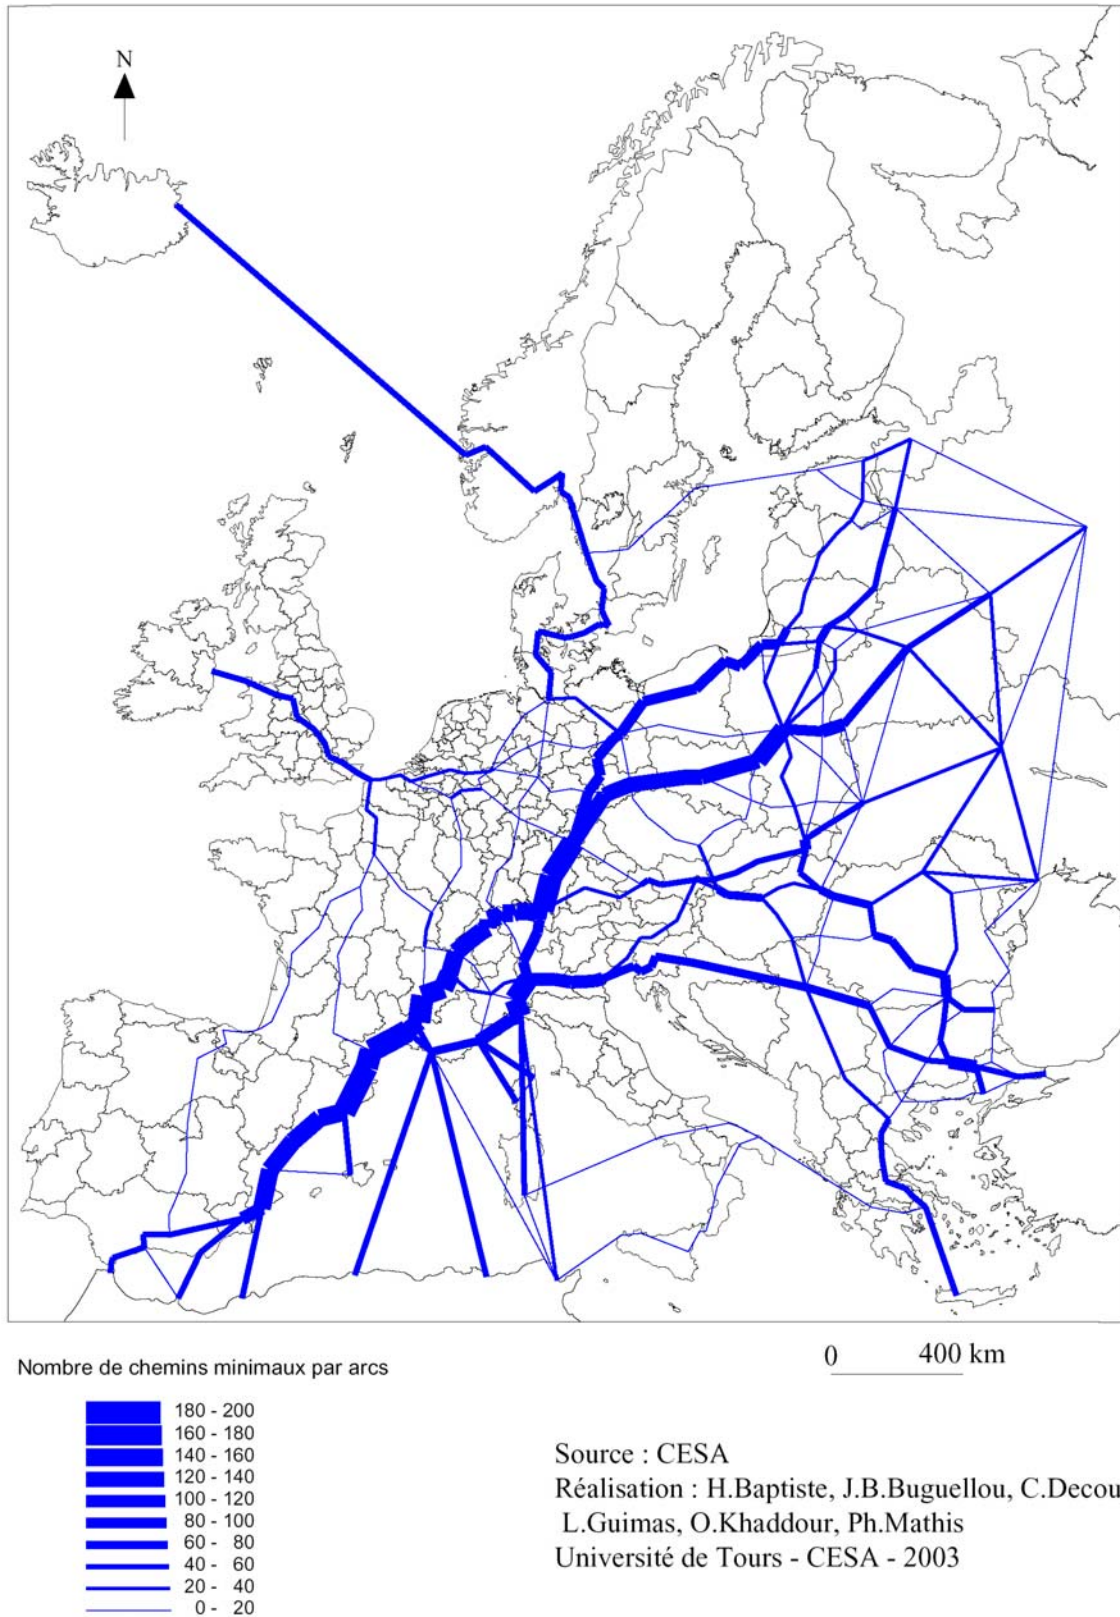 N
Nombre de chemins minimaux par arcs
0 400 km
180 - 200
160 - 180
140 - 160
120 - 140
100 - 120
80 - 100
60 - 80
40 - 60
20 - 40
0 - 20
Source : CESA
Réalisation : H.Baptiste, J.B.Buguellou, C.Decou
L.Guimas, O.Khaddour, Ph.Mathis
Université de Tours - CESA - 2003